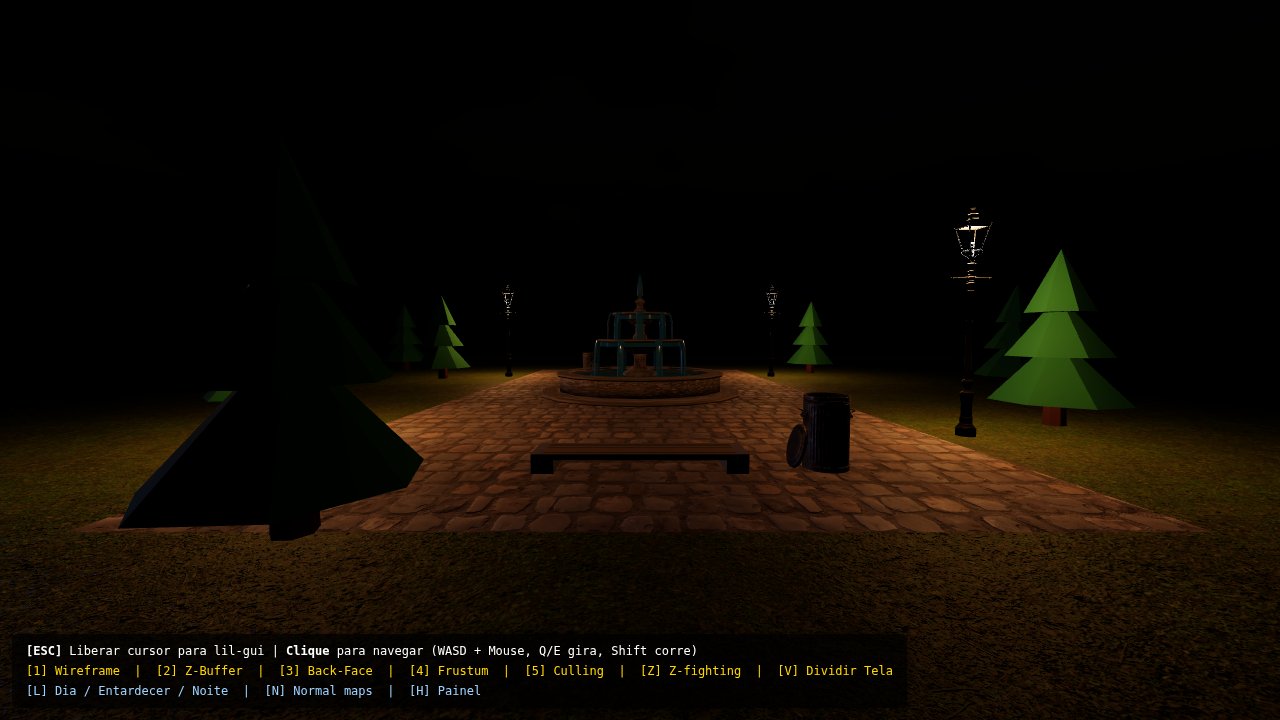 [ESC] Liberar cursor para lil-gui | Clique para navegar (WASD + Mouse, Q/E gira, Shift corre)
[1] Wireframe | [2] Z-Buffer | [3] Back-Face | [4] Frustum | [5] Culling | [Z] Z-fighting | [V] Dividir Tela
[L] Dia / Entardecer / Noite | [N] Normal maps | [H] Painel